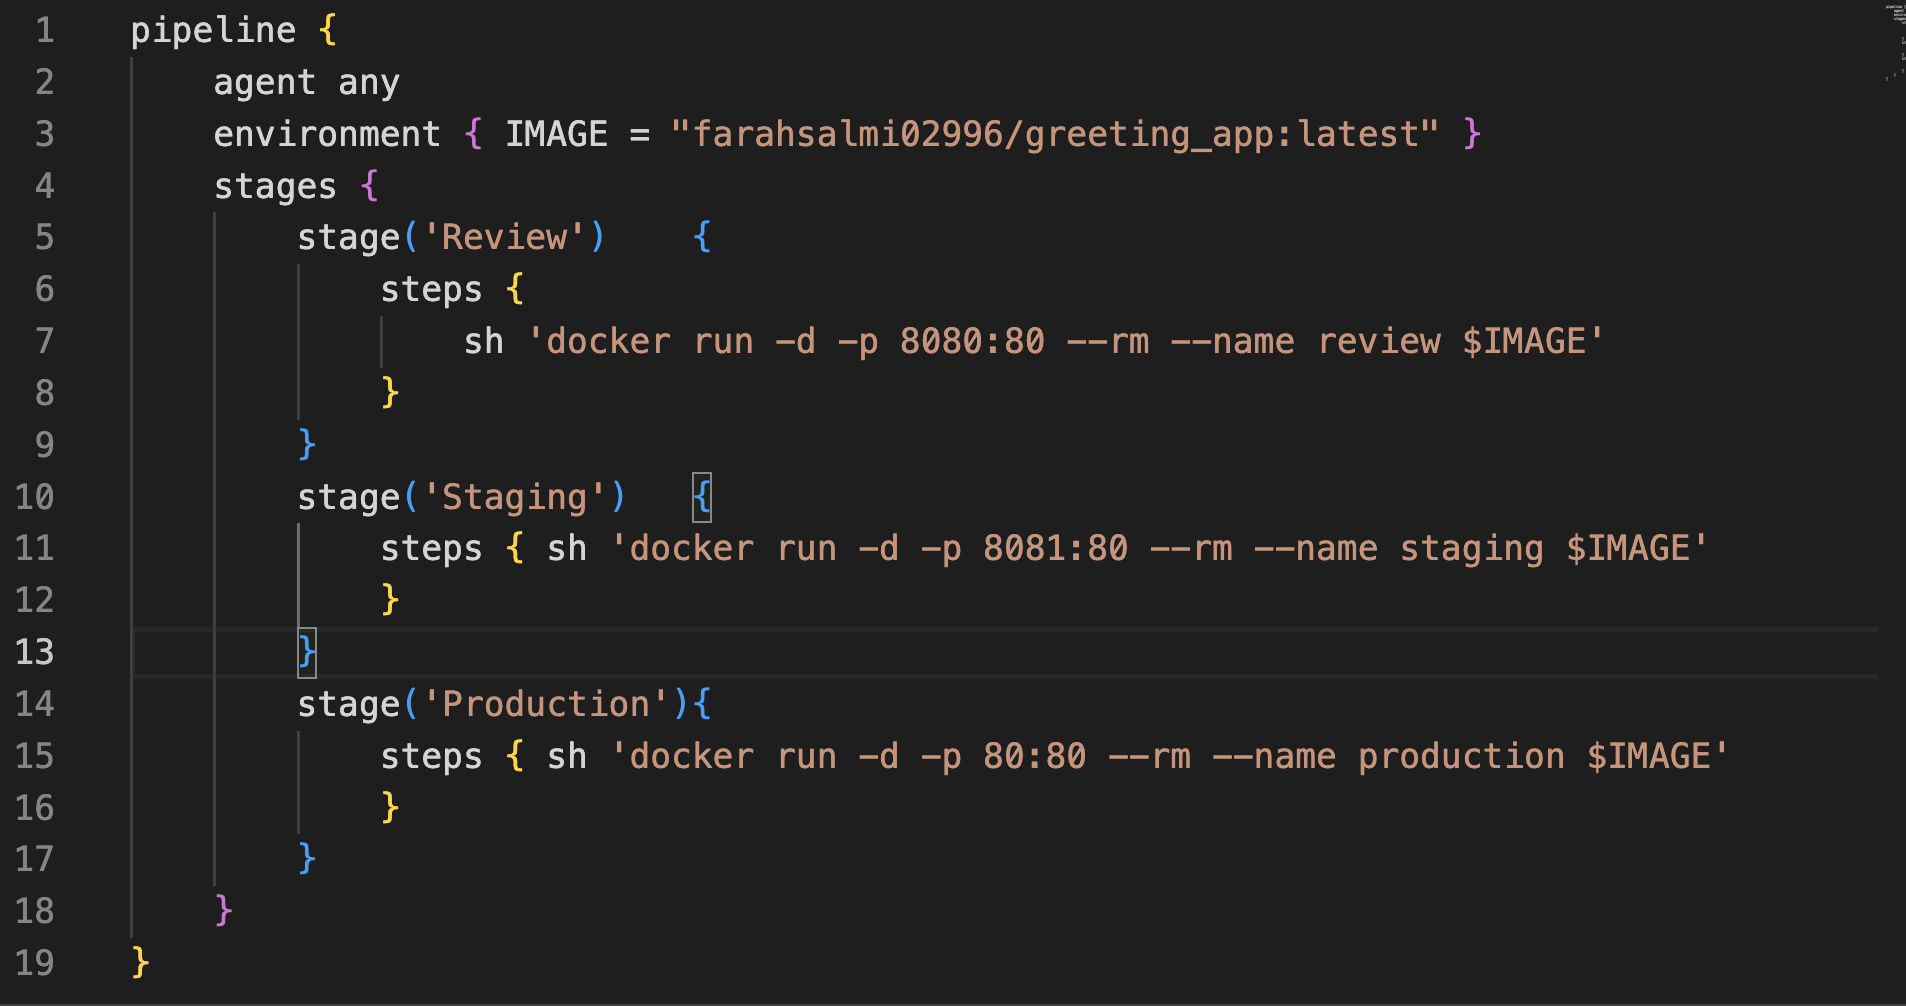 1 pipeline {
2 agent any
3 environment { IMAGE = "farahsalmi02996/greeting_app:latest" }
4 stages {
5 stage('Review') {
6 steps {
7 sh 'docker run -d -p 8080:80 --rm --name review $IMAGE'
8 }
9 }
10 stage('Staging') {
11 steps { sh 'docker run -d -p 8081:80 --rm --name staging $IMAGE'
12 }
13 }
14 stage('Production'){
15 steps { sh 'docker run -d -p 80:80 --rm --name production $IMAGE'
16 }
17 }
18 }
19 }